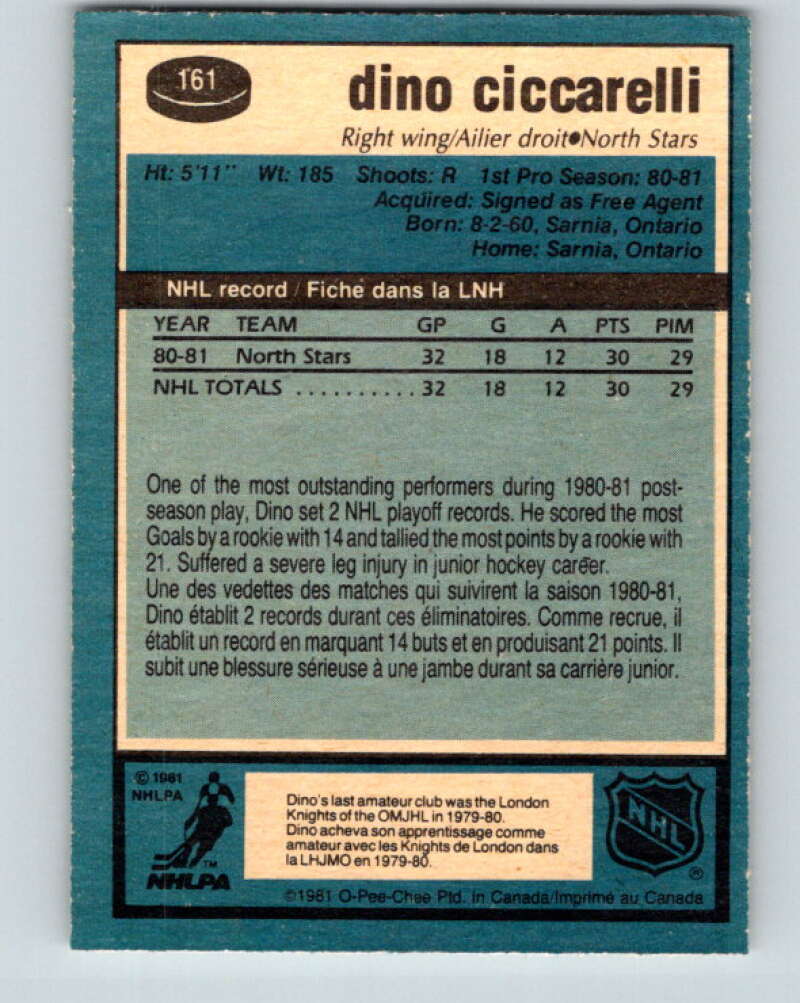 161
dino ciccarelli
Right wing/Ailier droit●North Stars
Ht: 5'11" Wt: 185 Shoots: R 1st Pro Season: 80-81
Acquired: Signed as Free Agent
Born: 8-2-60, Sarnia, Ontario
Home: Sarnia, Ontario
NHL record / Fiche dans la LNH
YEAR TEAM GP G A PTS PIM
80-81 North Stars 32 18 12 30 29
NHL TOTALS .......... 32 18 12 30 29
One of the most outstanding performers during 1980-81 post-
season play, Dino set 2 NHL playoff records. He scored the most
Goals by a rookie with 14 and tallied the most points by a rookie with
21. Suffered a severe leg injury in junior hockey career.
Une des vedettes des matches qui suivirent la saison 1980-81,
Dino établit 2 records durant ces éliminatoires. Comme recrue, il
établit un record en marquant 14 buts et en produisant 21 points. Il
subit une blessure sérieuse à une jambe durant sa carrière junior.
© 1981
NHLPA
TM
NHLPA
Dino's last amateur club was the London
Knights of the OMJHL in 1979-80.
Dino acheva son apprentissage comme
amateur avec les Knights de London dans
la LHJMO en 1979-80.
NHL
®
©1981 O-Pee-Chee Ptd. in Canada/Imprimé au Canada